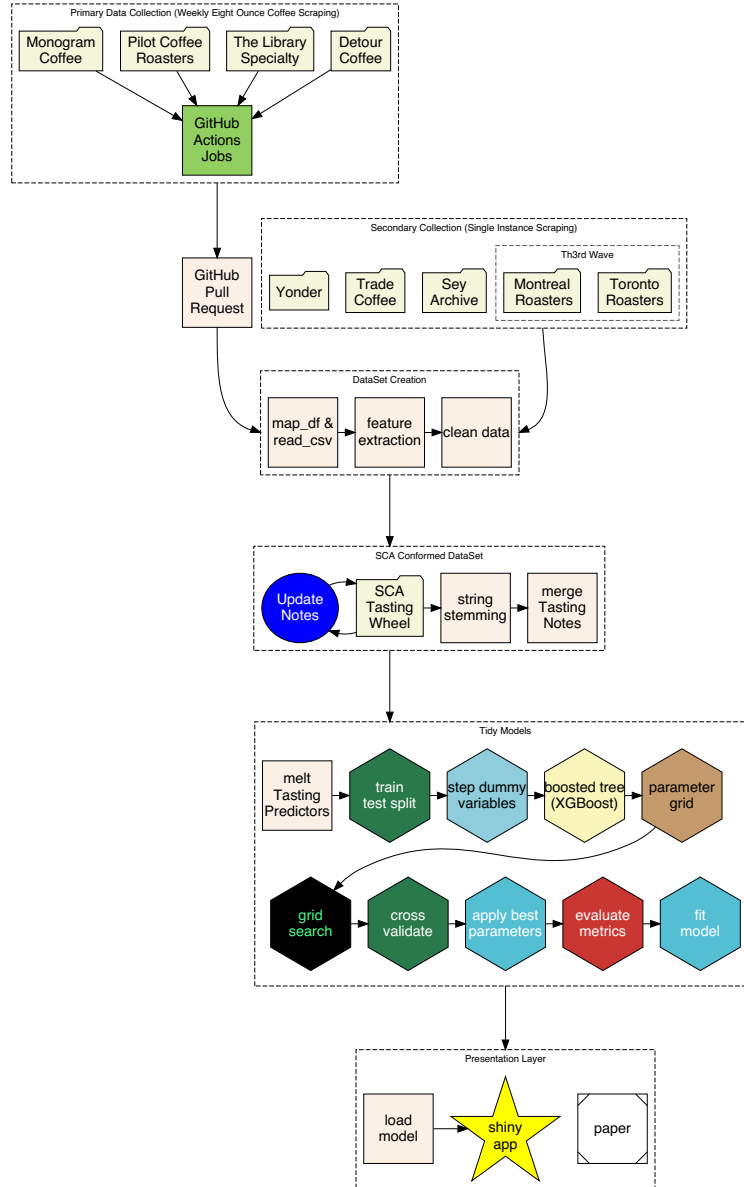 Primary Data Collection (Weekly Eight Ounce Coffee Scraping)
Monogram
Coffee
Pilot Coffee
Roasters
The Library
Specialty
Detour
Coffee
GitHub
Actions
Jobs
GitHub
Pull
Request
Secondary Collection (Single Instance Scraping)
Th3rd Wave
Yonder
Trade
Coffee
Sey
Archive
Montreal
Roasters
Toronto
Roasters
DataSet Creation
map_df &
read_csv
feature
extraction
clean data
SCA Conformed DataSet
Update
Notes
SCA
Tasting
Wheel
string
stemming
merge
Tasting
Notes
Tidy Models
melt
Tasting
Predictors
train
test split
step dummy
variables
boosted tree
(XGBoost)
parameter
grid
grid
search
cross
validate
apply best
parameters
evaluate
metrics
fit
model
Presentation Layer
load
model
shiny
app
paper